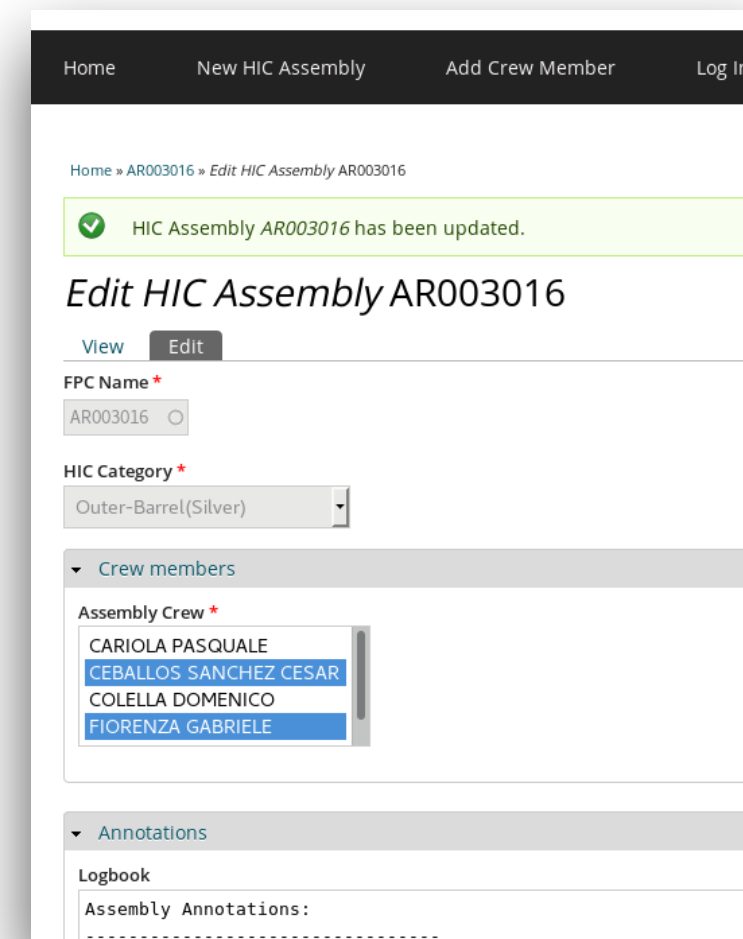 Home New HIC Assembly Add Crew Member Log
Home » AR003016 » Edit HIC Assembly AR003016
HIC Assembly AR003016 has been updated.
Edit HIC Assembly AR003016
View Edit
FPC Name *
AR003016
HIC Category *
Outer-Barrel(Silver)
Crew members
Assembly Crew *
CARIOLA PASQUALE
CEBALLOS SANCHEZ CESAR
COLELLA DOMENICO
FIORENZA GABRIELE
Annotations
Logbook
Assembly Annotations:
---------------------------------